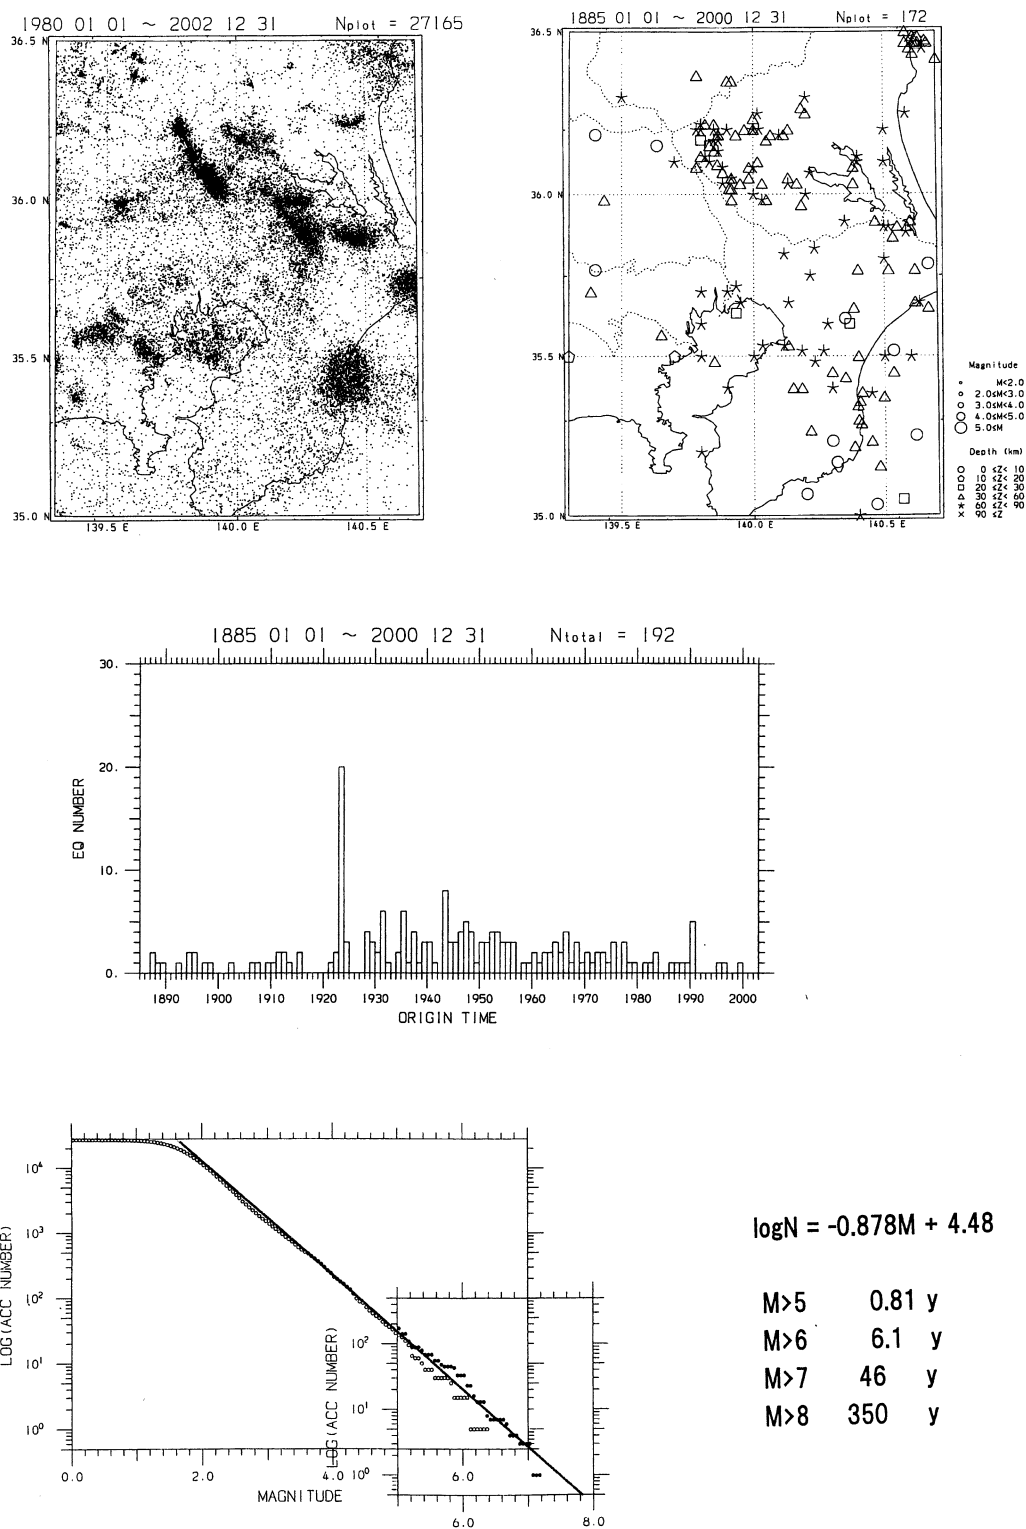 1980 01 01 ~ 2002 12 31 Nplot = 27165
36.5 N
36.0 N
35.5 N
35.0 N
139.5 E 140.0 E 140.5 E
1885 01 01 ~ 2000 12 31 Nplot = 172
36.5 N
36.0 N
35.5 N
35.0 N
139.5 E 140.0 E 140.5 E
Magnitude
M<2.0
2.0≤M<3.0
3.0≤M<4.0
4.0≤M<5.0
5.0≤M
Depth (km)
0 ≤Z< 10
10 ≤Z< 20
20 ≤Z< 30
30 ≤Z< 60
60 ≤Z< 90
90 ≤Z
1885 01 01 ~ 2000 12 31 Ntotal = 192
30.
20.
10.
0.
EQ NUMBER
1890 1900 1910 1920 1930 1940 1950 1960 1970 1980 1990 2000
ORIGIN TIME
10⁴
10³
10²
10¹
10⁰
LOG(ACC NUMBER)
0.0 2.0 4.0
MAGNITUDE
10²
10¹
10⁰
LOG(ACC NUMBER)
6.0
6.0 8.0
logN = -0.878M + 4.48
M>5 0.81 y
M>6 6.1 y
M>7 46 y
M>8 350 y